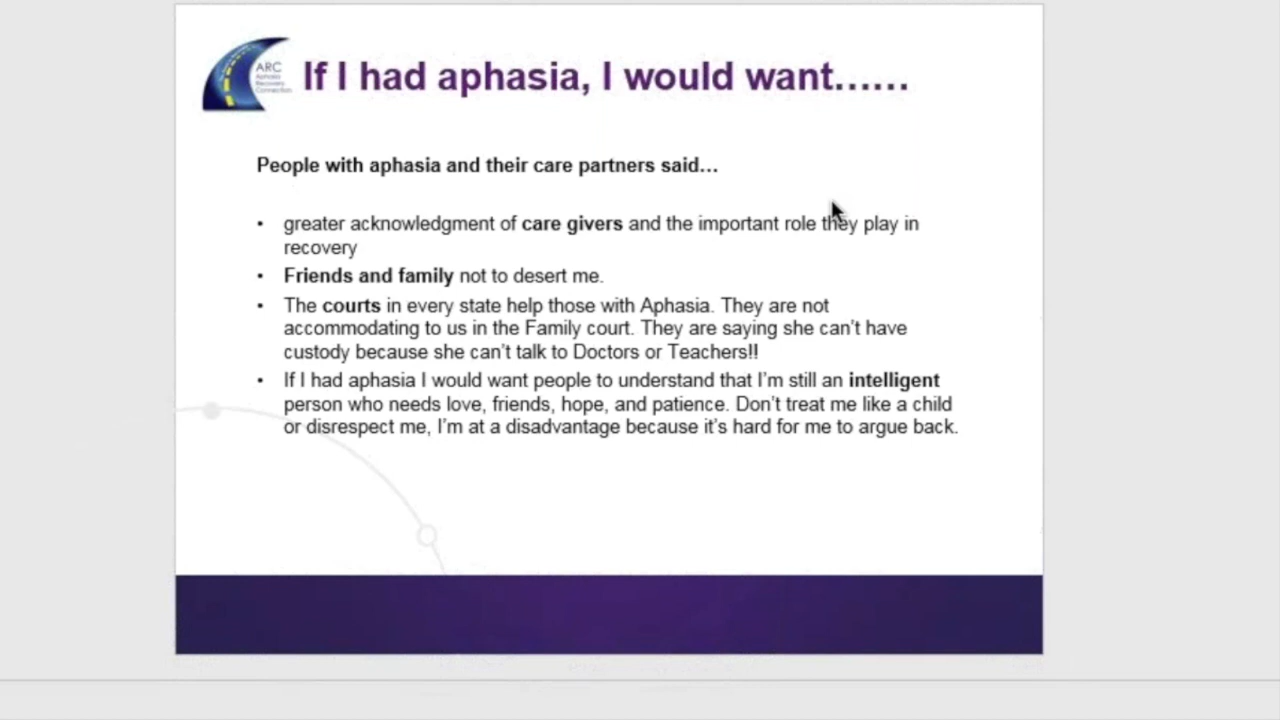 ARC
Aphasia
Recovery
Connection
If I had aphasia, I would want......
People with aphasia and their care partners said…
• greater acknowledgment of care givers and the important role they play in
recovery
• Friends and family not to desert me.
• The courts in every state help those with Aphasia. They are not
accommodating to us in the Family court. They are saying she can’t have
custody because she can’t talk to Doctors or Teachers!!
• If I had aphasia I would want people to understand that I’m still an intelligent
person who needs love, friends, hope, and patience. Don’t treat me like a child
or disrespect me, I’m at a disadvantage because it’s hard for me to argue back.